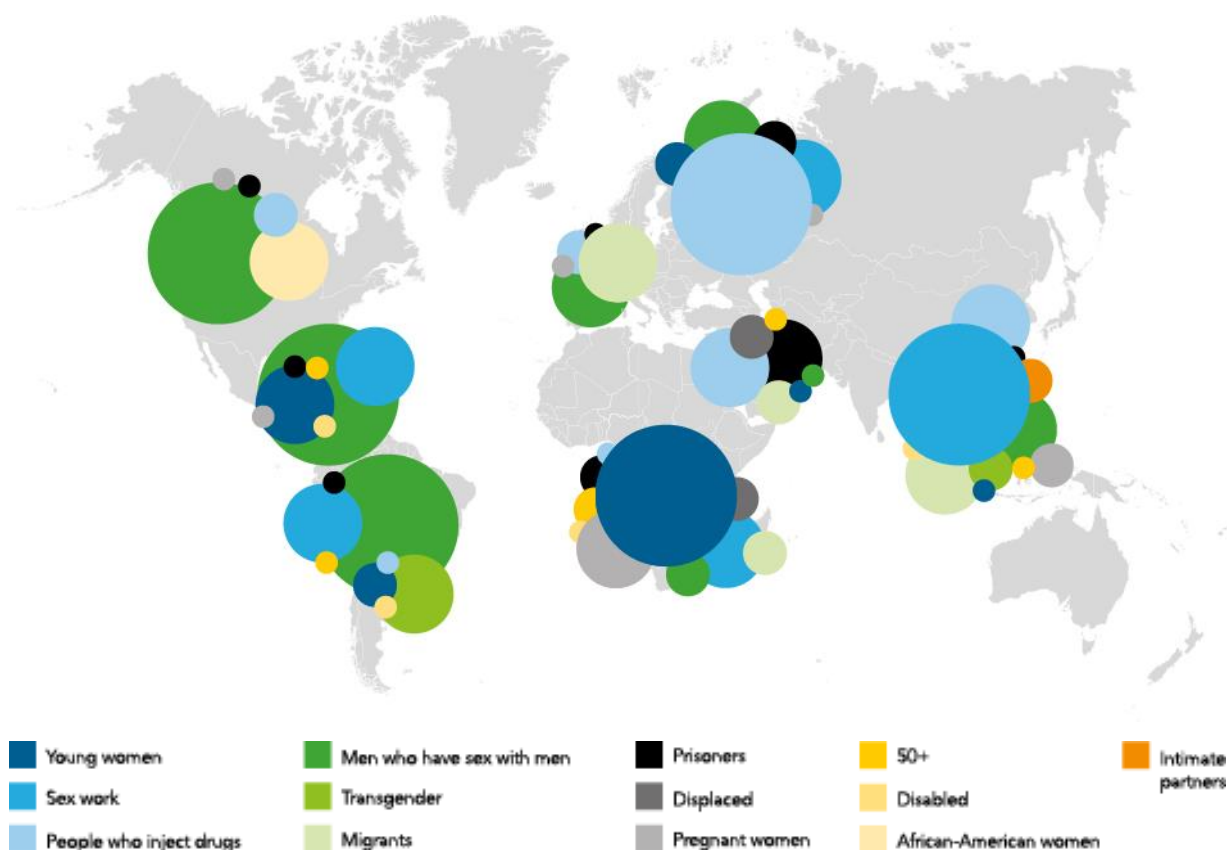 Young women
Men who have sex with men
Prisoners
50+
Intimate
partners
Sex work
Transgender
Displaced
Disabled
People who inject drugs
Migrants
Pregnant women
African-American women